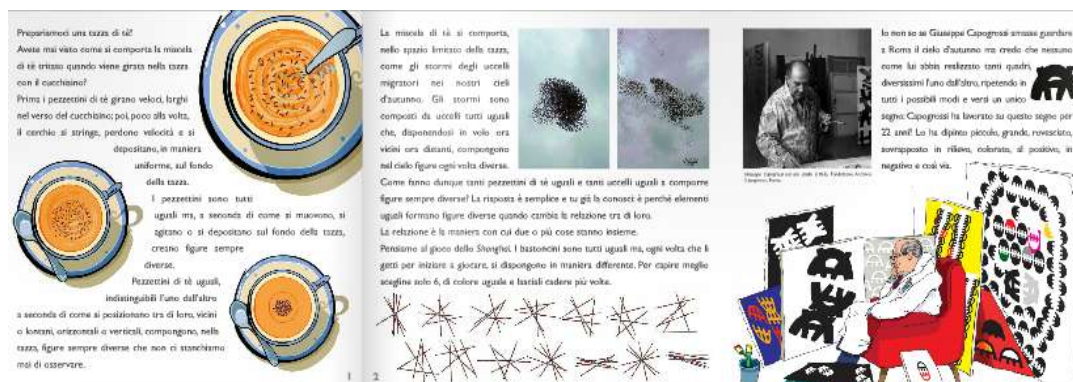 Prepariamoci una tazza di tè!
Avete mai visto come si comporta la miscela
di tè tritato quando viene girata nella tazza
con il cucchiaino?
Prima i pezzettini di tè girano veloci, larghi
nel verso del cucchiaino; poi, poco alla volta,
il cerchio si stringe, perdono velocità e si
depositano, in maniera
uniforme, sul fondo
della tazza.
I pezzettini sono tutti
uguali ma, a seconda di come si muovono, si
agitano o si depositano sul fondo della tazza,
creano figure sempre
diverse.
Pezzettini di tè uguali,
indistinguibili l'uno dall'altro
a seconda di come si posizionano tra di loro, vicini
o lontani, orizzontali o verticali, compongono, nella
tazza, figure sempre diverse che non ci stanchiamo
mai di osservare.
1
La miscela di tè si comporta,
nello spazio limitato della tazza,
come gli stormi degli uccelli
migratori nei nostri cieli
d'autunno. Gli stormi sono
composti da uccelli tutti uguali
che, disponendosi in volo ora
vicini ora distanti, compongono
nel cielo figure ogni volta diverse.
Come fanno dunque tanti pezzettini di tè uguali e tanti uccelli uguali a comporre
figure sempre diverse? La risposta è semplice e tu già la conosci: è perché elementi
uguali formano figure diverse quando cambia la relazione tra di loro.
La relazione è la maniera con cui due o più cose stanno insieme.
Pensiamo al gioco dello Shanghai. I bastoncini sono tutti uguali ma, ogni volta che li
getti per iniziare a giocare, si dispongono in maniera differente. Per capire meglio
scegline solo 6, di colore uguale e lasciali cadere più volte.
2
Io non so se Giuseppe Capogrossi amasse guardare
a Roma il cielo d'autunno ma credo che nessuno
come lui abbia realizzato tanti quadri,
diversissimi l'uno dall'altro, ripetendo in
tutti i possibili modi e versi un unico
segno. Capogrossi ha lavorato su questo segno per
22 anni! Lo ha dipinto piccolo, grande, rovesciato,
sovrapposto in rilievo, colorato, al positivo, in
negativo e così via.